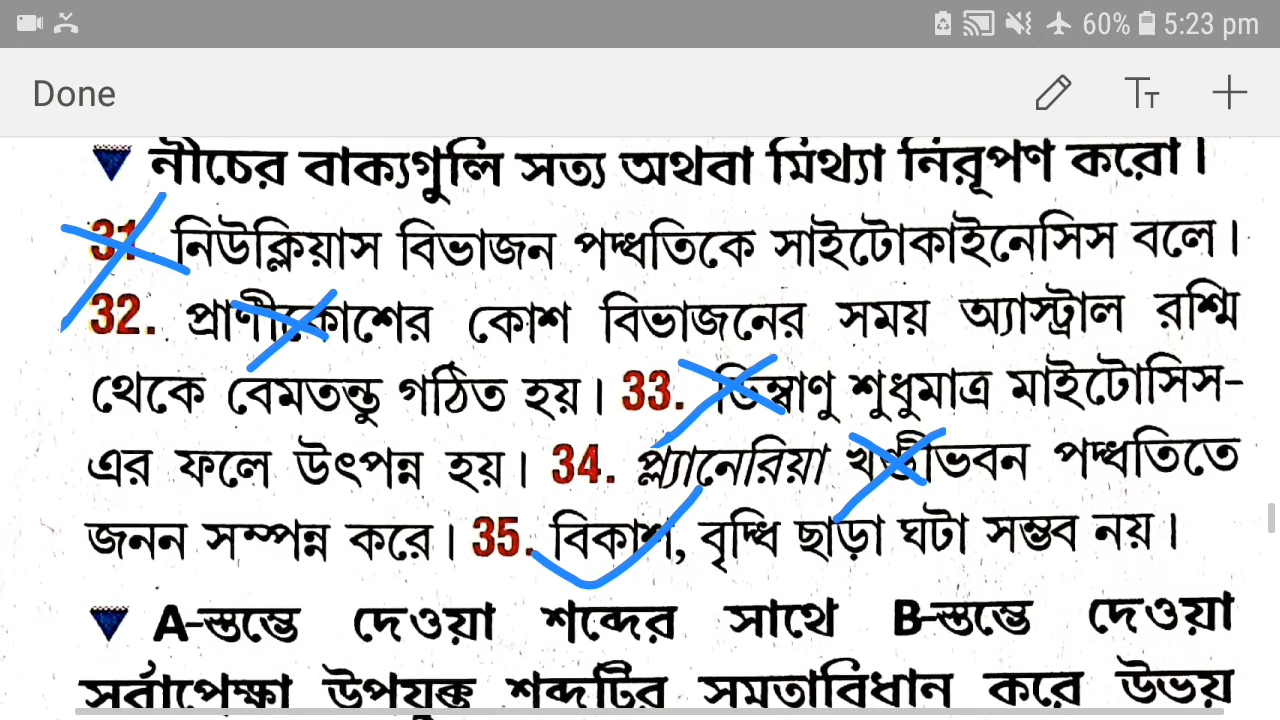 60% 5:23 pm
Done
নীচের বাক্যগুলি সত্য অথবা মিথ্যা নিরূপণ করো।
31. নিউক্লিয়াস বিভাজন পদ্ধতিকে সাইটোকাইনেসিস বলে।
32. প্রাণীকোশের কোশ বিভাজনের সময় অ্যাস্ট্রাল রশ্মি
থেকে বেমতন্তু গঠিত হয়। 33. ডিম্বাণু শুধুমাত্র মাইটোসিস-
এর ফলে উৎপন্ন হয়। 34. প্ল্যানেরিয়া খণ্ডীভবন পদ্ধতিতে
জনন সম্পন্ন করে। 35. বিকাশ, বৃদ্ধি ছাড়া ঘটা সম্ভব নয়।
A-স্তম্ভে দেওয়া শব্দের সাথে B-স্তম্ভে দেওয়া
সর্বাপেক্ষা উপযুক্ত শব্দটির সমতাবিধান করে উভয়